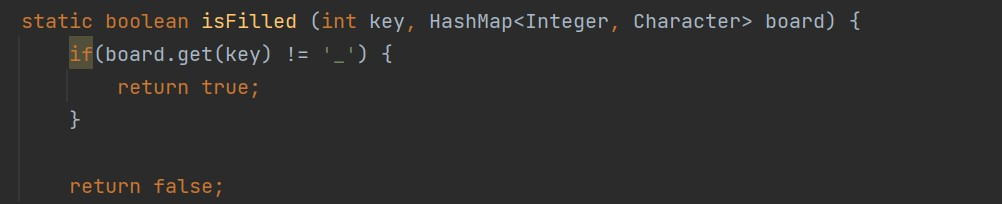 static boolean isFilled (int key, HashMap<Integer, Character> board) {
    if(board.get(key) != '_') {
        return true;
    }
    return false;